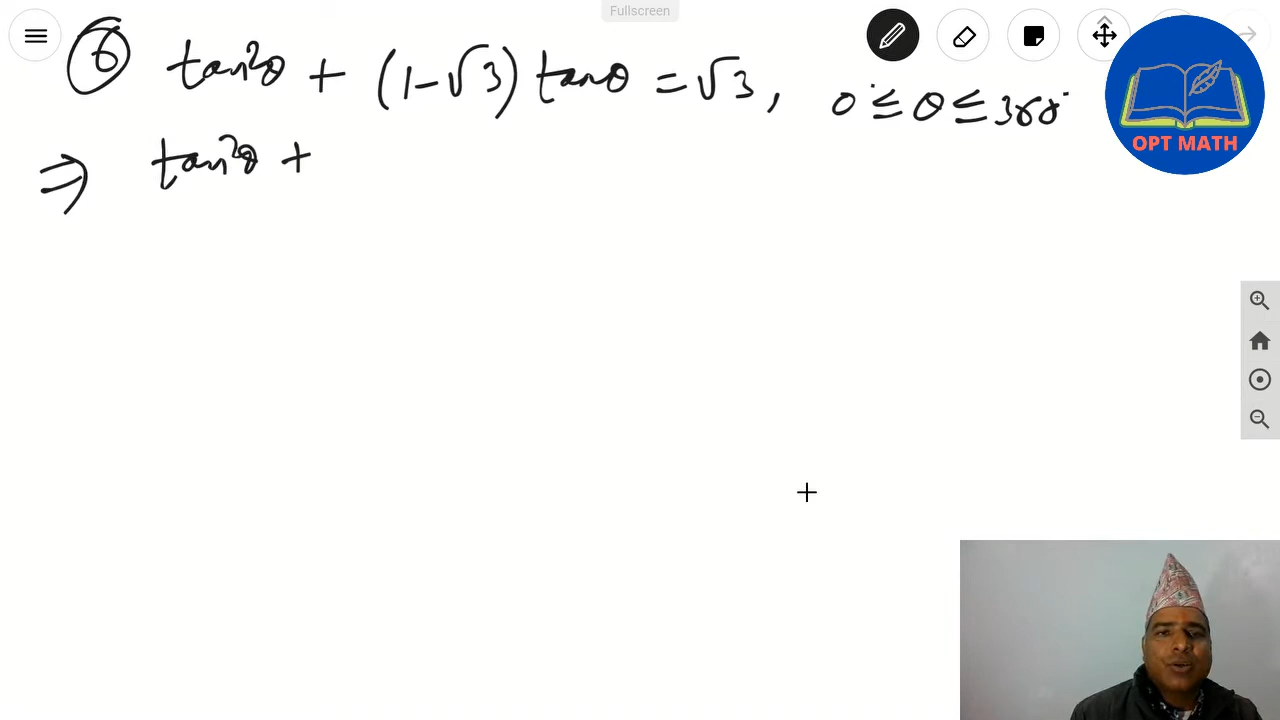 Fullscreen
⑥ tan²θ + (1-√3) tanθ = √3, 0° ≤ θ ≤ 360°
⇒ tan²θ +
OPT MATH